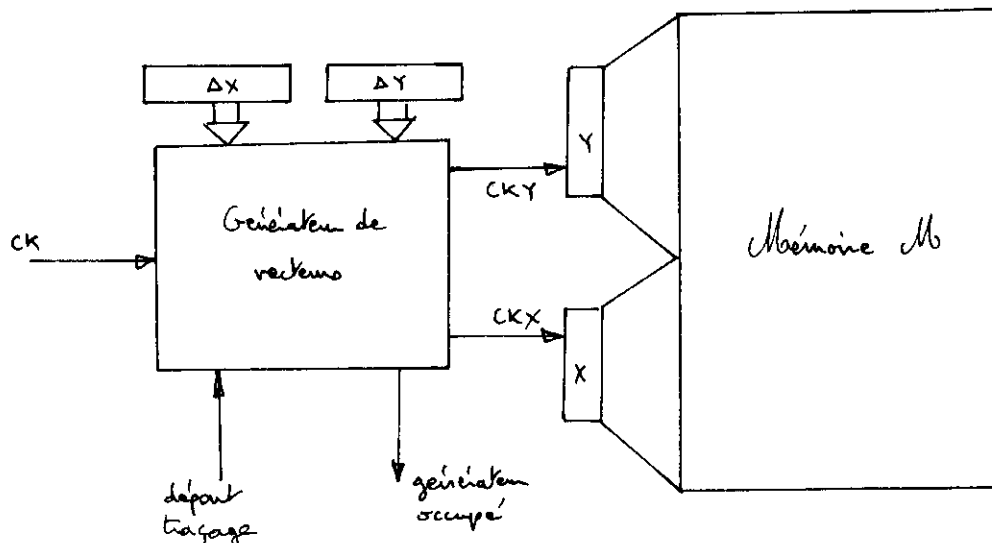 ΔX
ΔY
Y
CKY
Générateur de
vecteurs
CK
Mémoire M
CKX
X
départ
traçage
générateur
occupé